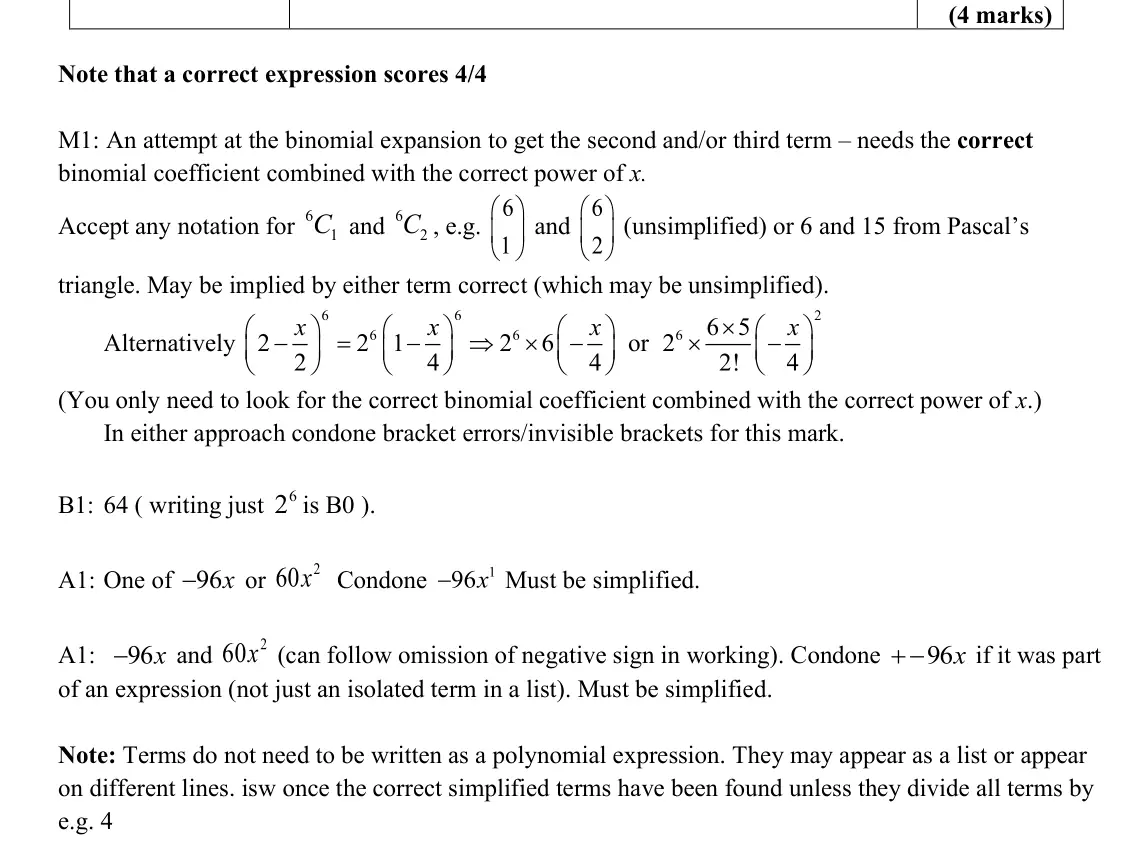 (4 marks)
Note that a correct expression scores 4/4
M1: An attempt at the binomial expansion to get the second and/or third term – needs the correct
binomial coefficient combined with the correct power of x.
Accept any notation for ⁶C₁ and ⁶C₂ , e.g. (6 1) and (6 2) (unsimplified) or 6 and 15 from Pascal’s
triangle. May be implied by either term correct (which may be unsimplified).
Alternatively (2 − x/2)⁶ = 2⁶(1 − x/4)⁶ ⇒ 2⁶ × 6(− x/4) or 2⁶ × (6×5)/2! (− x/4)²
(You only need to look for the correct binomial coefficient combined with the correct power of x.)
In either approach condone bracket errors/invisible brackets for this mark.
B1: 64 ( writing just 2⁶ is B0 ).
A1: One of −96x or 60x² Condone −96x¹ Must be simplified.
A1: −96x and 60x² (can follow omission of negative sign in working). Condone +−96x if it was part
of an expression (not just an isolated term in a list). Must be simplified.
Note: Terms do not need to be written as a polynomial expression. They may appear as a list or appear
on different lines. isw once the correct simplified terms have been found unless they divide all terms by
e.g. 4